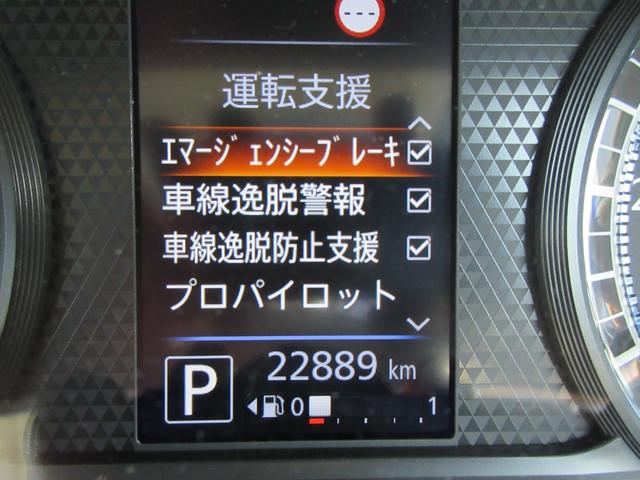 ---
運転支援
ｴﾏｰｼﾞｪﾝｼｰﾌﾞﾚｰｷ
車線逸脱警報
車線逸脱防止支援
プロパイロット
P
22889 km
0 1